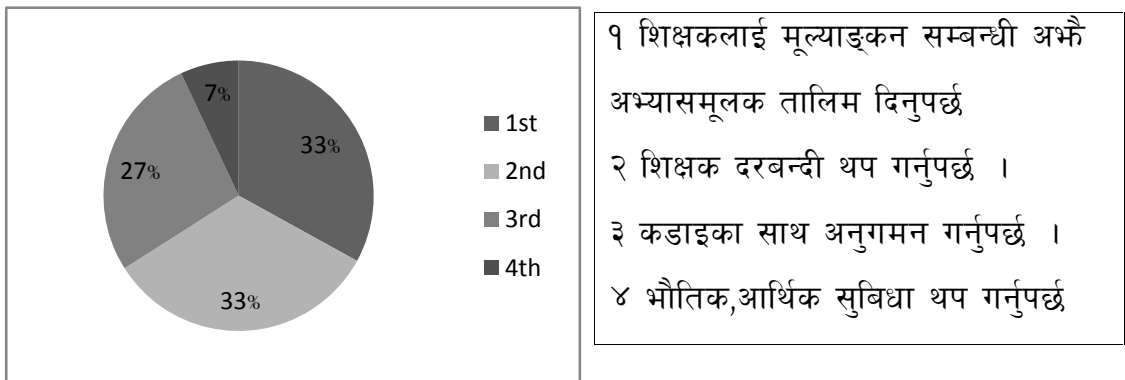 7%
33%
27%
33%
1st
2nd
3rd
4th
१ शिक्षकलाई मूल्याङ्कन सम्बन्धी अझै
अभ्यासमूलक तालिम दिनुपर्छ
२ शिक्षक दरबन्दी थप गर्नुपर्छ ।
३ कडाइका साथ अनुगमन गर्नुपर्छ ।
४ भौतिक,आर्थिक सुबिधा थप गर्नुपर्छ